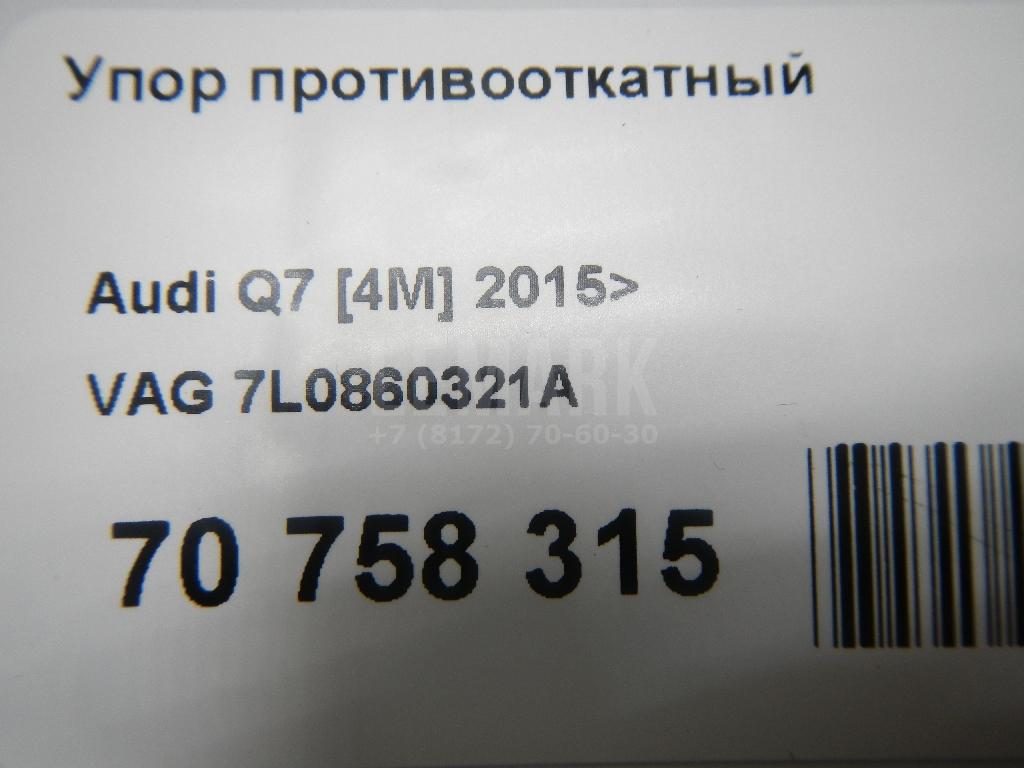 Упор противооткатный
Audi Q7 [4M] 2015>
VAG 7L0860321A
+7 (8172) 70-60-30
70 758 315